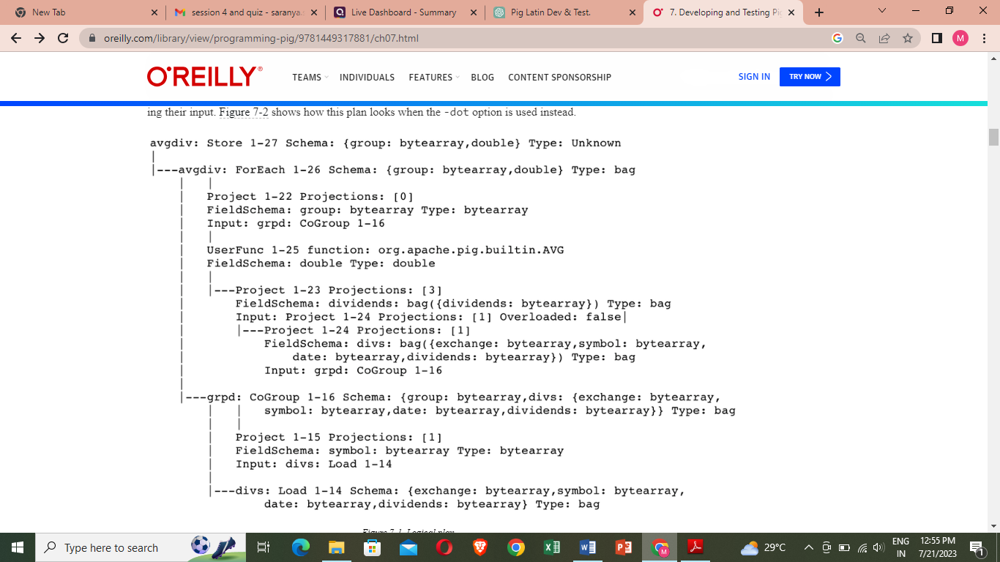 New Tab
session 4 and quiz - saranya.
Live Dashboard - Summary
Pig Latin Dev & Test.
7. Developing and Testing Pig
oreilly.com/library/view/programming-pig/9781449317881/ch07.html
M
O'REILLY®
TEAMS
INDIVIDUALS
FEATURES
BLOG
CONTENT SPONSORSHIP
SIGN IN
TRY NOW
ing their input. Figure 7-2 shows how this plan looks when the -dot option is used instead.
avgdiv: Store 1-27 Schema: {group: bytearray,double} Type: Unknown
|
|---avgdiv: ForEach 1-26 Schema: {group: bytearray,double} Type: bag
    |   |
    |   Project 1-22 Projections: [0]
    |   FieldSchema: group: bytearray Type: bytearray
    |   Input: grpd: CoGroup 1-16
    |   |
    |   UserFunc 1-25 function: org.apache.pig.builtin.AVG
    |   FieldSchema: double Type: double
    |   |
    |   |---Project 1-23 Projections: [3]
    |       FieldSchema: dividends: bag({dividends: bytearray}) Type: bag
    |       Input: Project 1-24 Projections: [1] Overloaded: false|
    |       |---Project 1-24 Projections: [1]
    |           FieldSchema: divs: bag({exchange: bytearray,symbol: bytearray,
    |               date: bytearray,dividends: bytearray}) Type: bag
    |           Input: grpd: CoGroup 1-16
    |
    |---grpd: CoGroup 1-16 Schema: {group: bytearray,divs: {exchange: bytearray,
        |   |   symbol: bytearray,date: bytearray,dividends: bytearray}} Type: bag
        |   |
        |   Project 1-15 Projections: [1]
        |   FieldSchema: symbol: bytearray Type: bytearray
        |   Input: divs: Load 1-14
        |
        |---divs: Load 1-14 Schema: {exchange: bytearray,symbol: bytearray,
                date: bytearray,dividends: bytearray} Type: bag
Figure 7-1. Logical plan
Type here to search
29°C
ENG
IN
12:55 PM
7/21/2023
1